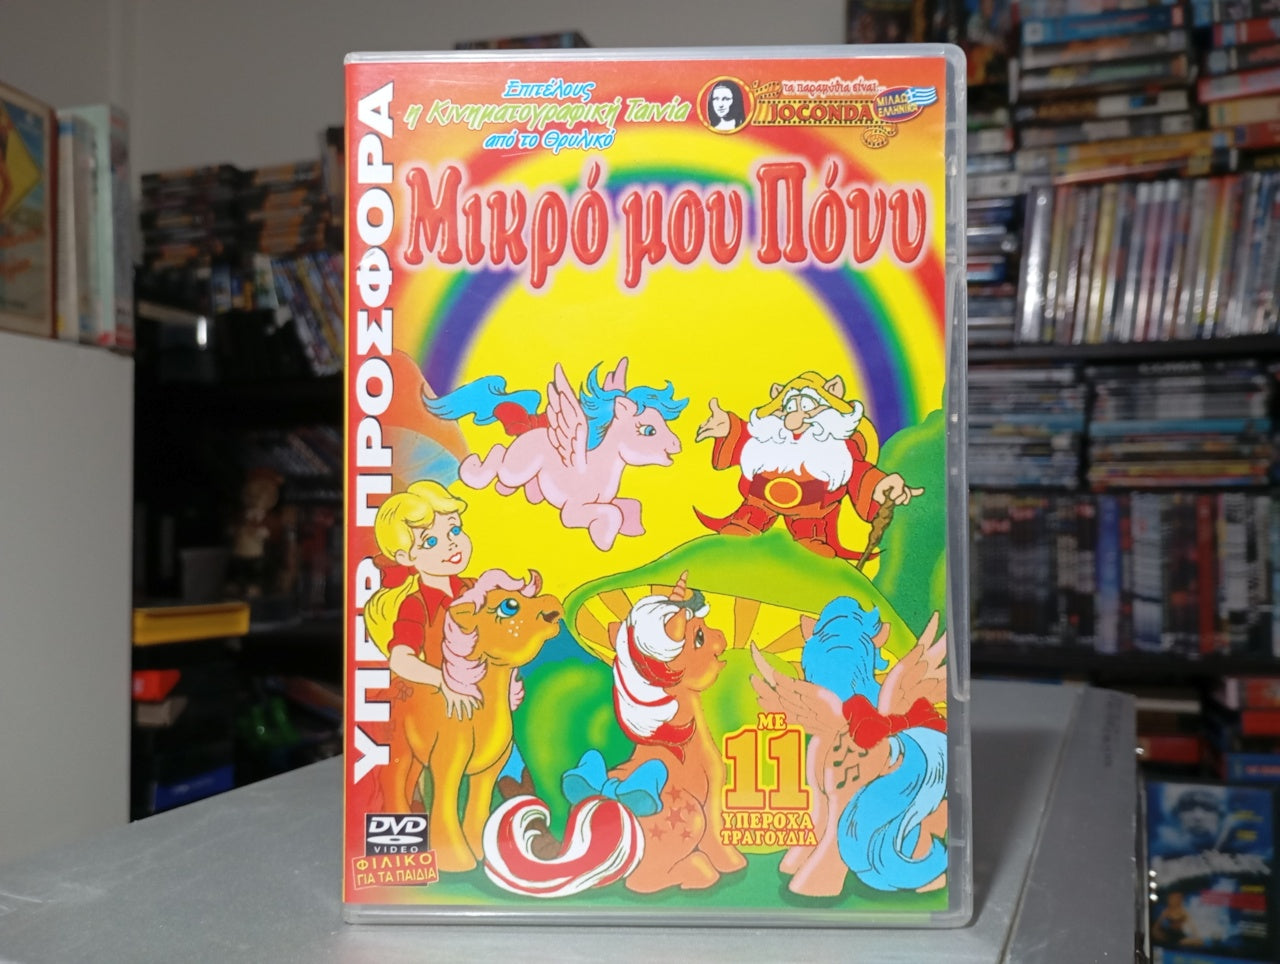 Επιτέλους
η Κινηματογραφική Ταινία
από το Θρυλικό
τα παραμύθια είναι...
JOCONDA
ΜΙΛΑΩ
ΕΛΛΗΝΙΚΑ
Μικρό μου Πόνυ
ΥΠΕΡ ΠΡΟΣΦΟΡΑ
ΜΕ
11
ΥΠΕΡΟΧΑ
ΤΡΑΓΟΥΔΙΑ
DVD
VIDEO
ΦΙΛΙΚΟ
ΓΙΑ ΤΑ ΠΑΙΔΙΑ